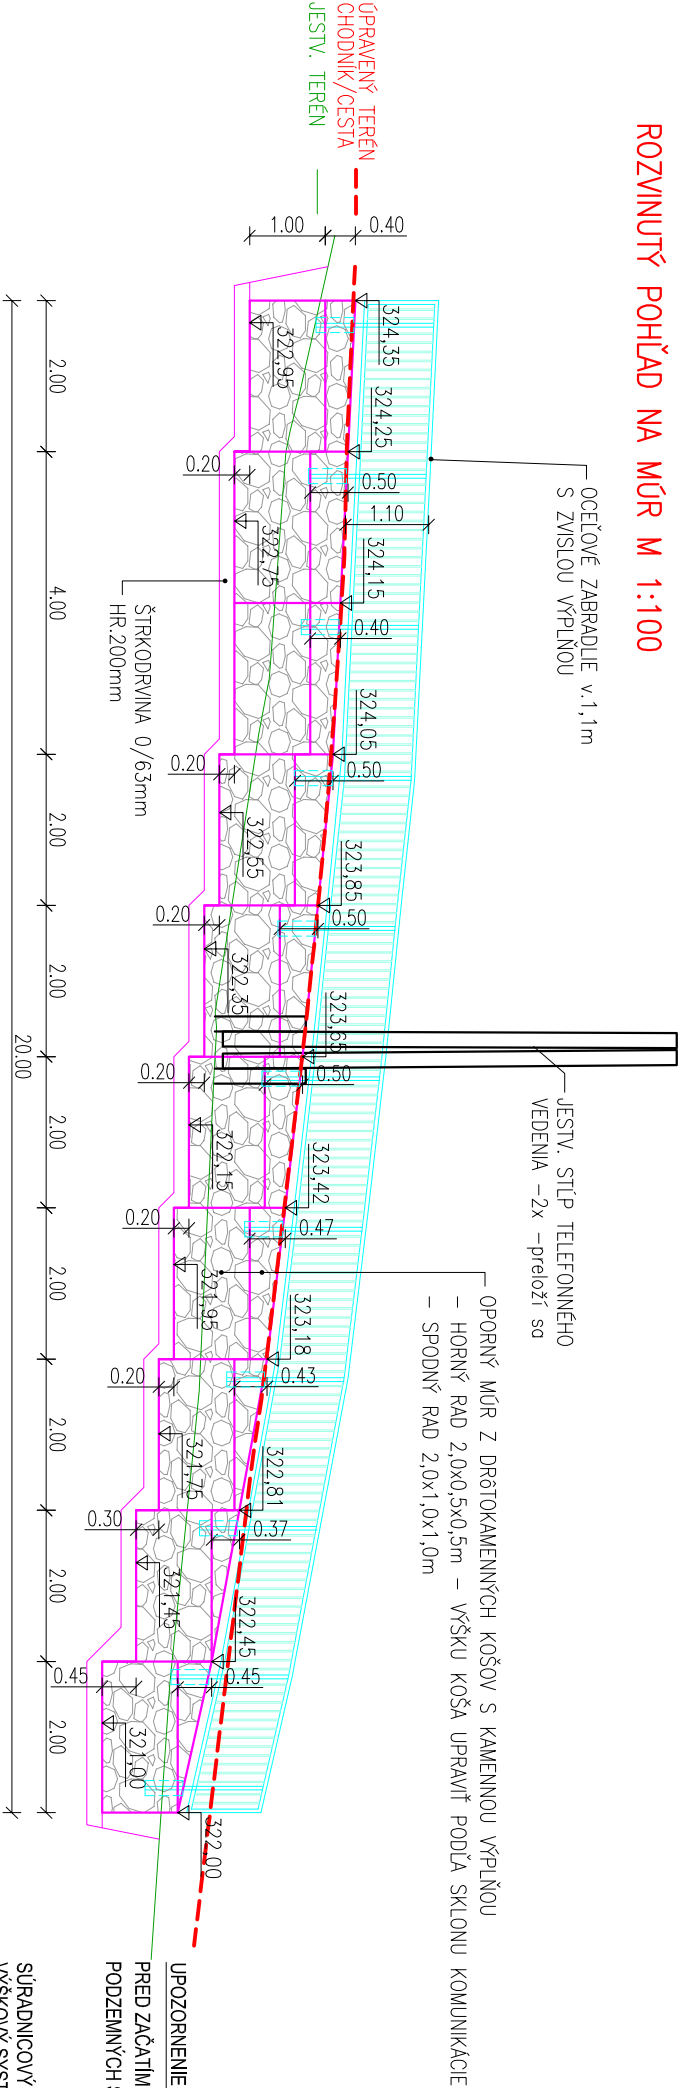 ROZVINUTÝ POHĽAD NA MÚR M 1:100
OCEĽOVÉ ZABRADLIE v.1,1m
S ZVISLOU VÝPLŇOU
JESTV. STĹP TELEFONNÉHO
VEDENIA -2x -preloží sa
OPORNÝ MÚR Z DRôTOKAMENNÝCH KOŠOV S KAMENNOU VÝPLŇOU
- HORNÝ RAD 2,0x0,5x0,5m - VÝŠKU KOŠA UPRAVIŤ PODĽA SKLONU KOMUNIKÁCIE
- SPODNÝ RAD 2,0x1,0x1,0m
ÚPRAVENÝ TERÉN
CHODNÍK/CESTA
JESTV. TERÉN
0.40
1.00
324,35
324,25
324,15
324,05
323,85
323,65
323,42
323,18
322,81
322,45
322,00
0.50
1.10
0.40
0.50
0.50
0.50
0.47
0.43
0.37
0.45
322,95
322,75
322,55
322,35
322,15
321,95
321,75
321,45
321,00
0.20
0.20
0.20
0.20
0.20
0.20
0.30
0.45
ŠTRKODRVINA 0/63mm
HR.200mm
2.00
4.00
2.00
2.00
2.00
2.00
2.00
2.00
2.00
20.00
UPOZORNENIE
PRED ZAČATÍM
PODZEMNÝCH
SÚRADNICOVÝ
VÝŠKOVÝ SYST